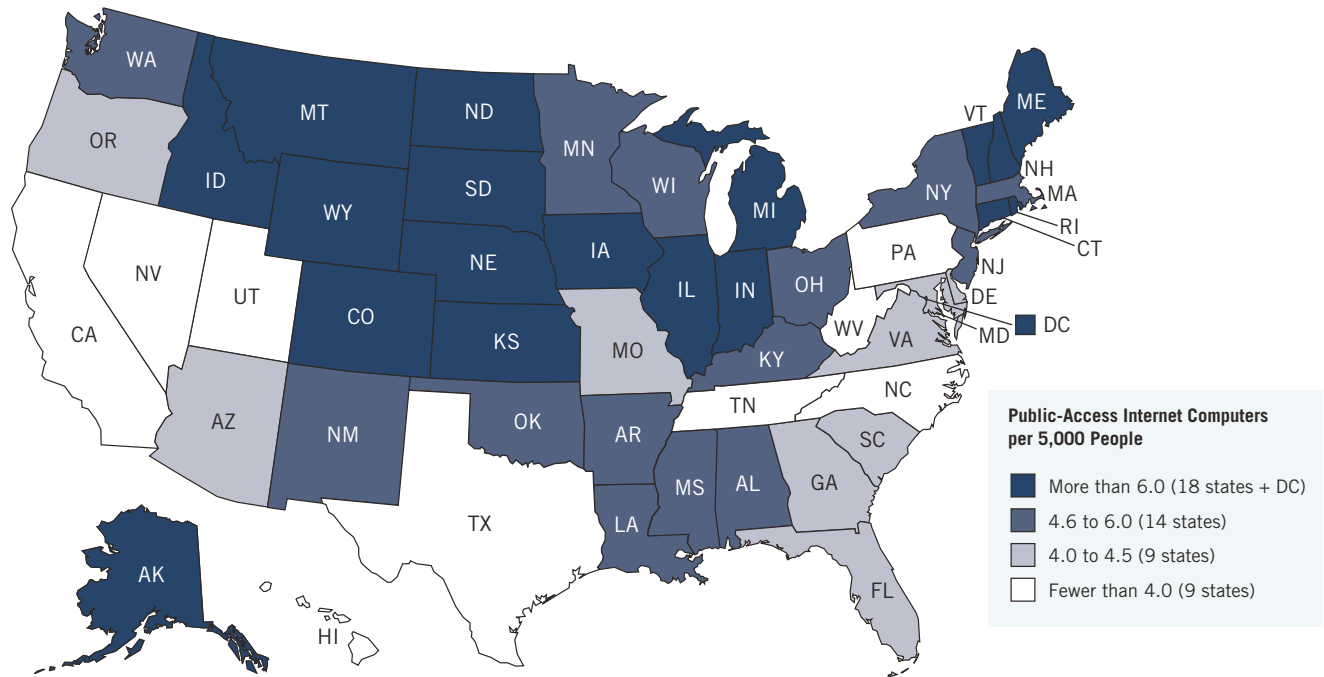 WA
MT
ND
ME
VT
OR
MN
ID
SD
WI
NY
NH
MA
WY
MI
RI
CT
IA
NE
PA
NV
UT
IL
IN
OH
NJ
DE
CO
DC
CA
KS
MO
WV
VA
MD
KY
NC
TN
AZ
NM
OK
AR
SC
MS
AL
GA
LA
TX
FL
AK
HI
Public-Access Internet Computers
per 5,000 People
More than 6.0 (18 states + DC)
4.6 to 6.0 (14 states)
4.0 to 4.5 (9 states)
Fewer than 4.0 (9 states)